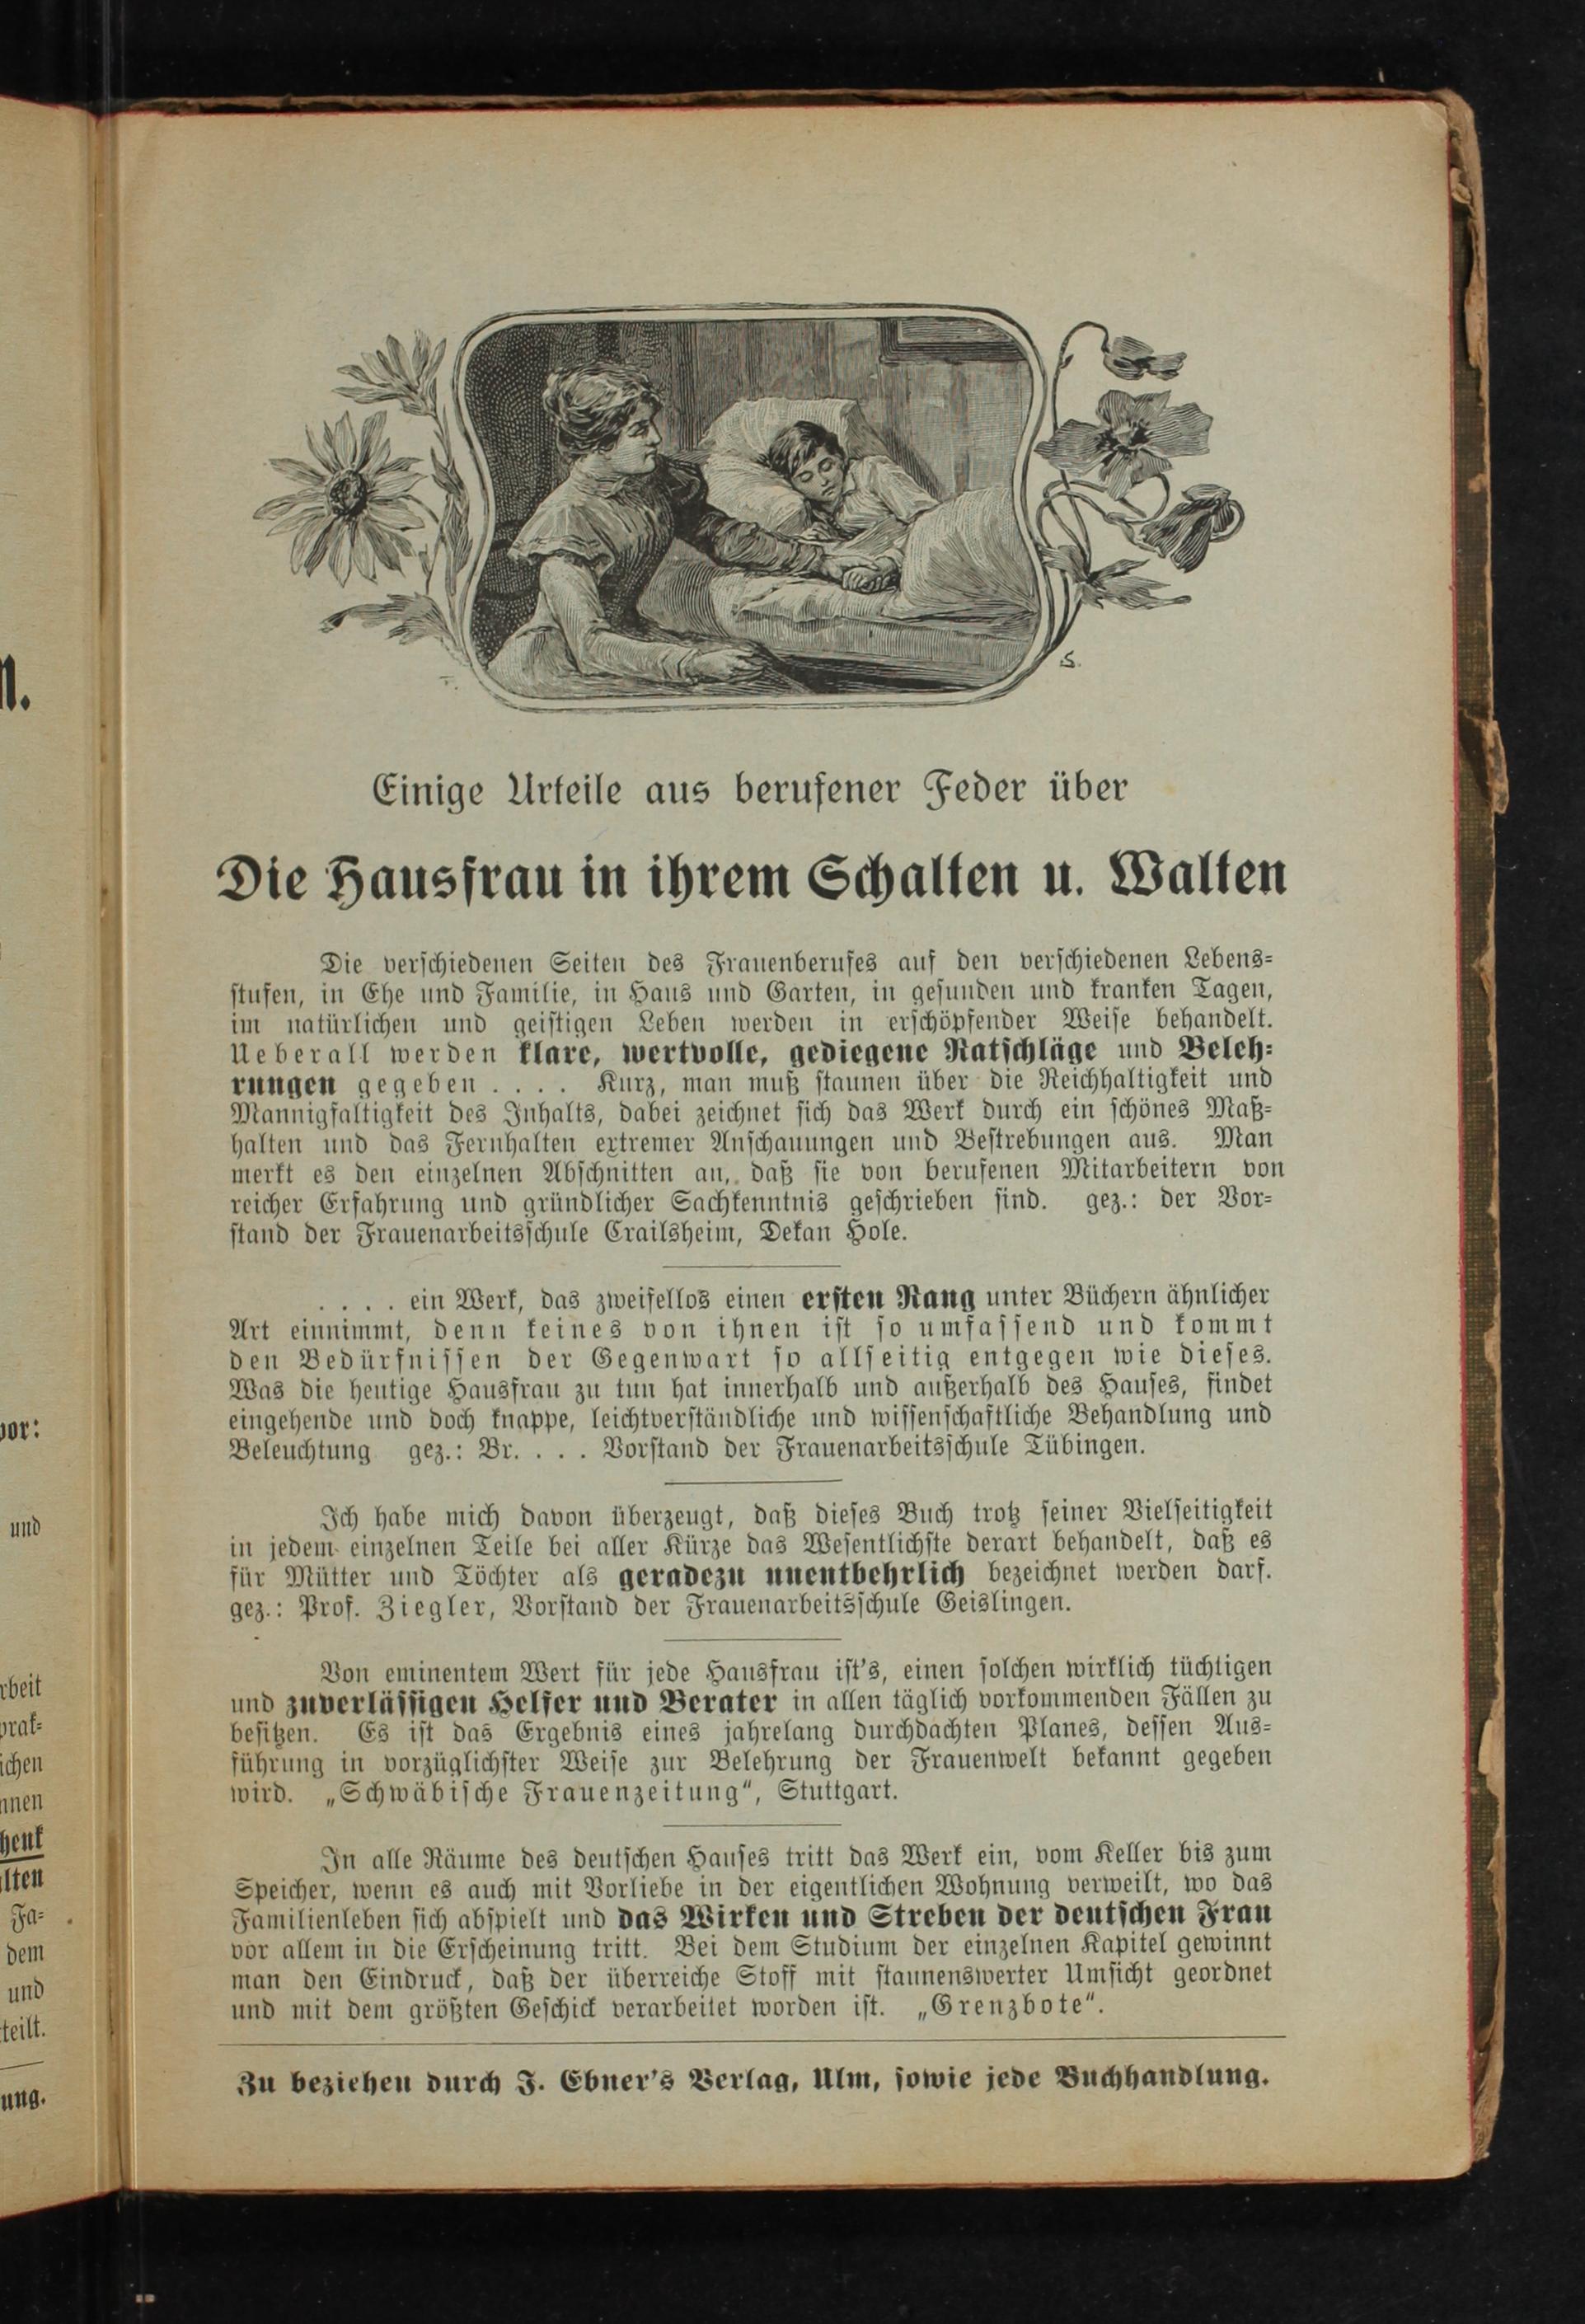 n.
vor:
und
rbeit
prak=
ichen
nnen
henk
lten
Fa=
dem
und
teilt.
ung.
T.
S.
Einige Urteile aus berufener Feder über
Die Hausfrau in ihrem Schalten u. Walten
Die verschiedenen Seiten des Frauenberufes auf den verschiedenen Lebens=
stufen, in Ehe und Familie, in Haus und Garten, in gesunden und kranken Tagen,
im natürlichen und geistigen Leben werden in erschöpfender Weise behandelt.
Ueberall werden klare, wertvolle, gediegene Ratschläge und Beleh=
rungen gegeben . . . . Kurz, man muß staunen über die Reichhaltigkeit und
Mannigfaltigkeit des Inhalts, dabei zeichnet sich das Werk durch ein schönes Maß=
halten und das Fernhalten extremer Anschauungen und Bestrebungen aus. Man
merkt es den einzelnen Abschnitten an, daß sie von berufenen Mitarbeitern von
reicher Erfahrung und gründlicher Sachkenntnis geschrieben sind. gez.: der Vor=
stand der Frauenarbeitsschule Crailsheim, Dekan Hole.
. . . . ein Werk, das zweifellos einen ersten Rang unter Büchern ähnlicher
Art einnimmt, denn keines von ihnen ist so umfassend und kommt
den Bedürfnissen der Gegenwart so allseitig entgegen wie dieses.
Was die heutige Hausfrau zu tun hat innerhalb und außerhalb des Hauses, findet
eingehende und doch knappe, leichtverständliche und wissenschaftliche Behandlung und
Beleuchtung gez.: Br. . . . Vorstand der Frauenarbeitsschule Tübingen.
Ich habe mich davon überzeugt, daß dieses Buch trotz seiner Vielseitigkeit
in jedem einzelnen Teile bei aller Kürze das Wesentlichste derart behandelt, daß es
für Mütter und Töchter als geradezu unentbehrlich bezeichnet werden darf.
gez.: Prof. Ziegler, Vorstand der Frauenarbeitsschule Geislingen.
Von eminentem Wert für jede Hausfrau ist's, einen solchen wirklich tüchtigen
und zuverlässigen Helfer und Berater in allen täglich vorkommenden Fällen zu
besitzen. Es ist das Ergebnis eines jahrelang durchdachten Planes, dessen Aus=
führung in vorzüglichster Weise zur Belehrung der Frauenwelt bekannt gegeben
wird. „Schwäbische Frauenzeitung“, Stuttgart.
In alle Räume des deutschen Hauses tritt das Werk ein, vom Keller bis zum
Speicher, wenn es auch mit Vorliebe in der eigentlichen Wohnung verweilt, wo das
Familienleben sich abspielt und das Wirken und Streben der deutschen Frau
vor allem in die Erscheinung tritt. Bei dem Studium der einzelnen Kapitel gewinnt
man den Eindruck, daß der überreiche Stoff mit staunenswerter Umsicht geordnet
und mit dem größten Geschick verarbeitet worden ist. „Grenzbote“.
Zu beziehen durch J. Ebner's Verlag, Ulm, sowie jede Buchhandlung.